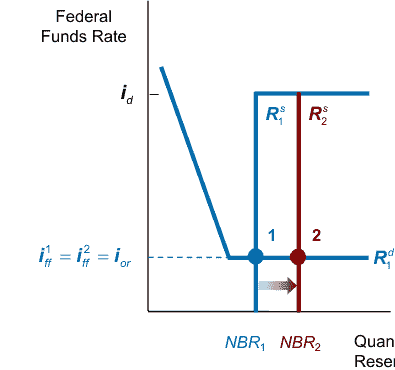 Federal
Funds Rate
i_d
R_1^s R_2^s
1 2
i_ff^1 = i_ff^2 = i_or
R_1^d
NBR_1 NBR_2 Quan
Reser